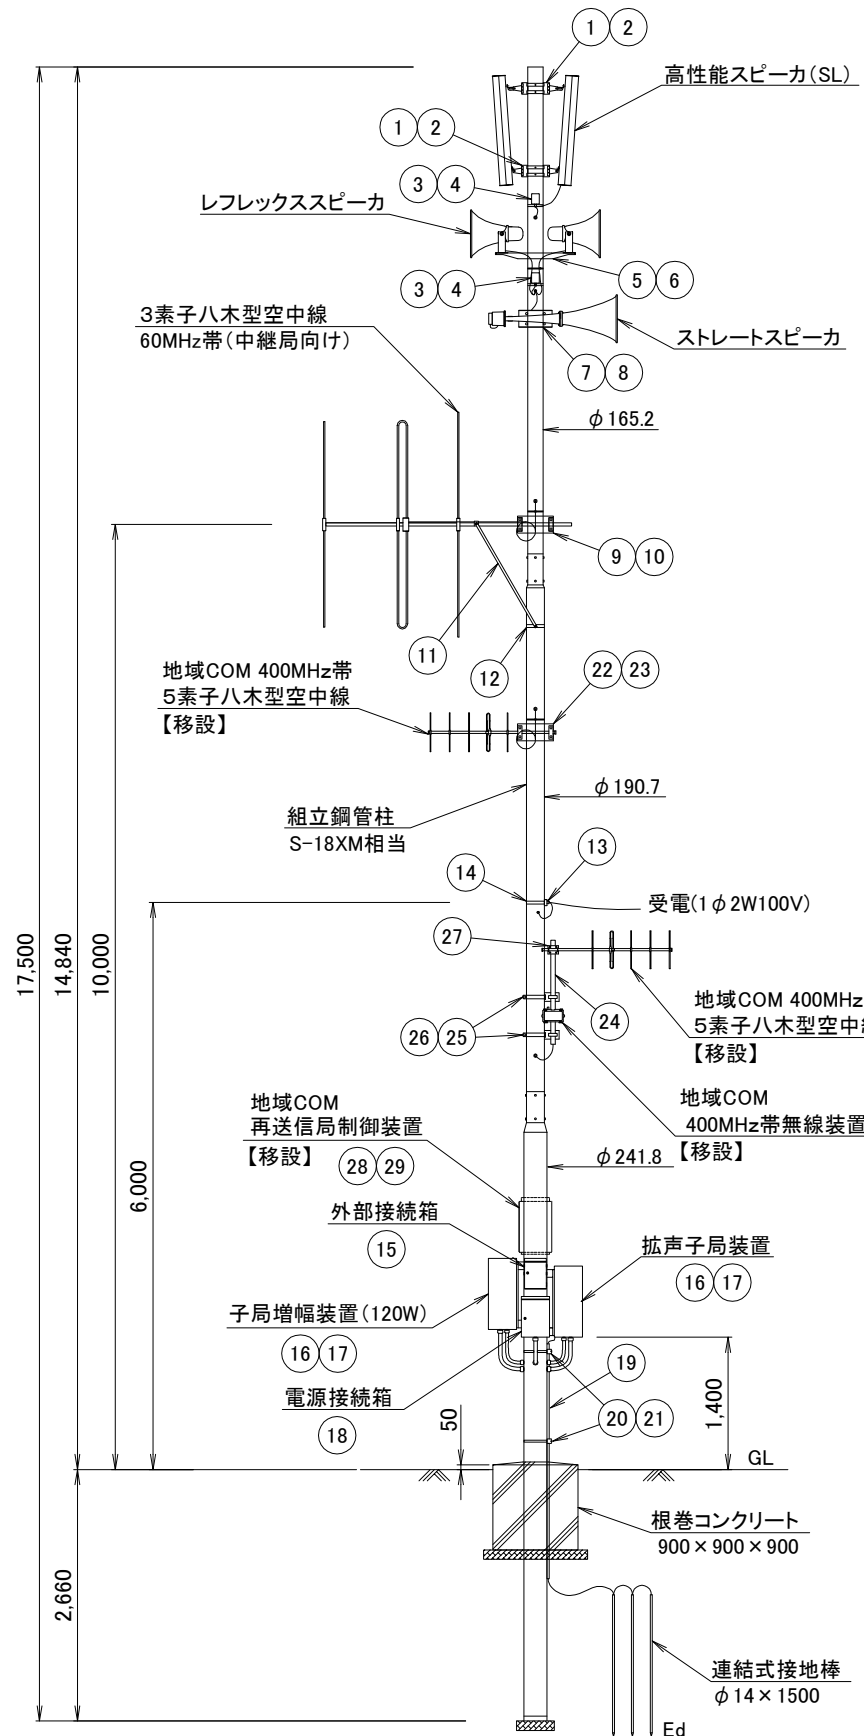 1 2
高性能スピーカ(SL)
1 2
3 4
レフレックススピーカ
5 6
3 4
3素子八木型空中線
60MHz帯(中継局向け)
ストレートスピーカ
7 8
φ165.2
9 10
11
12
地域COM 400MHz帯
5素子八木型空中線
【移設】
22 23
φ190.7
組立鋼管柱
S-18XM相当
13
14
受電(1φ2W100V)
27
17,500
14,840
10,000
地域COM 400MHz
5素子八木型空中
【移設】
24
26 25
地域COM
400MHz帯無線装置
【移設】
地域COM
再送信局制御装置
【移設】
28 29
φ241.8
6,000
外部接続箱
15
拡声子局装置
16 17
子局増幅装置(120W)
16 17
19
電源接続箱
18
20 21
1,400
50
GL
根巻コンクリート
900×900×900
2,660
連結式接地棒
φ14×1500
Ed